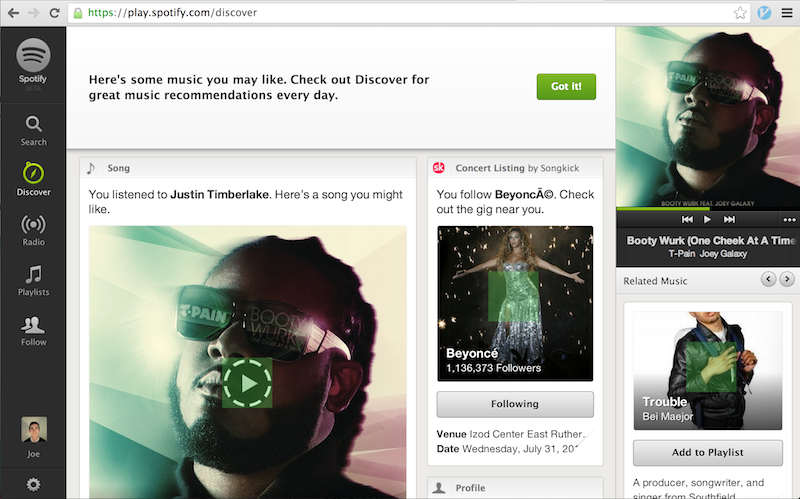 https://play.spotify.com/discover
Spotify
BETA
Search
Discover
Radio
Playlists
Follow
Joe
Here's some music you may like. Check out Discover for
great music recommendations every day.
Got it!
Song
You listened to Justin Timberlake. Here's a song you might
like.
T-PAIN
BOOTY
WURK
Concert Listing by Songkick
You follow BeyoncÃ©. Check
out the gig near you.
Beyoncé
1,136,373 Followers
Following
Venue Izod Center East Ruther…
Date Wednesday, July 31, 201
Profile
T-PAIN
BOOTY WURK FEAT. JOEY GALAXY
Booty Wurk (One Cheek At A Time
T-Pain Joey Galaxy
Related Music
Trouble
Bei Maejor
Add to Playlist
A producer, songwriter, and
singer from Southfield